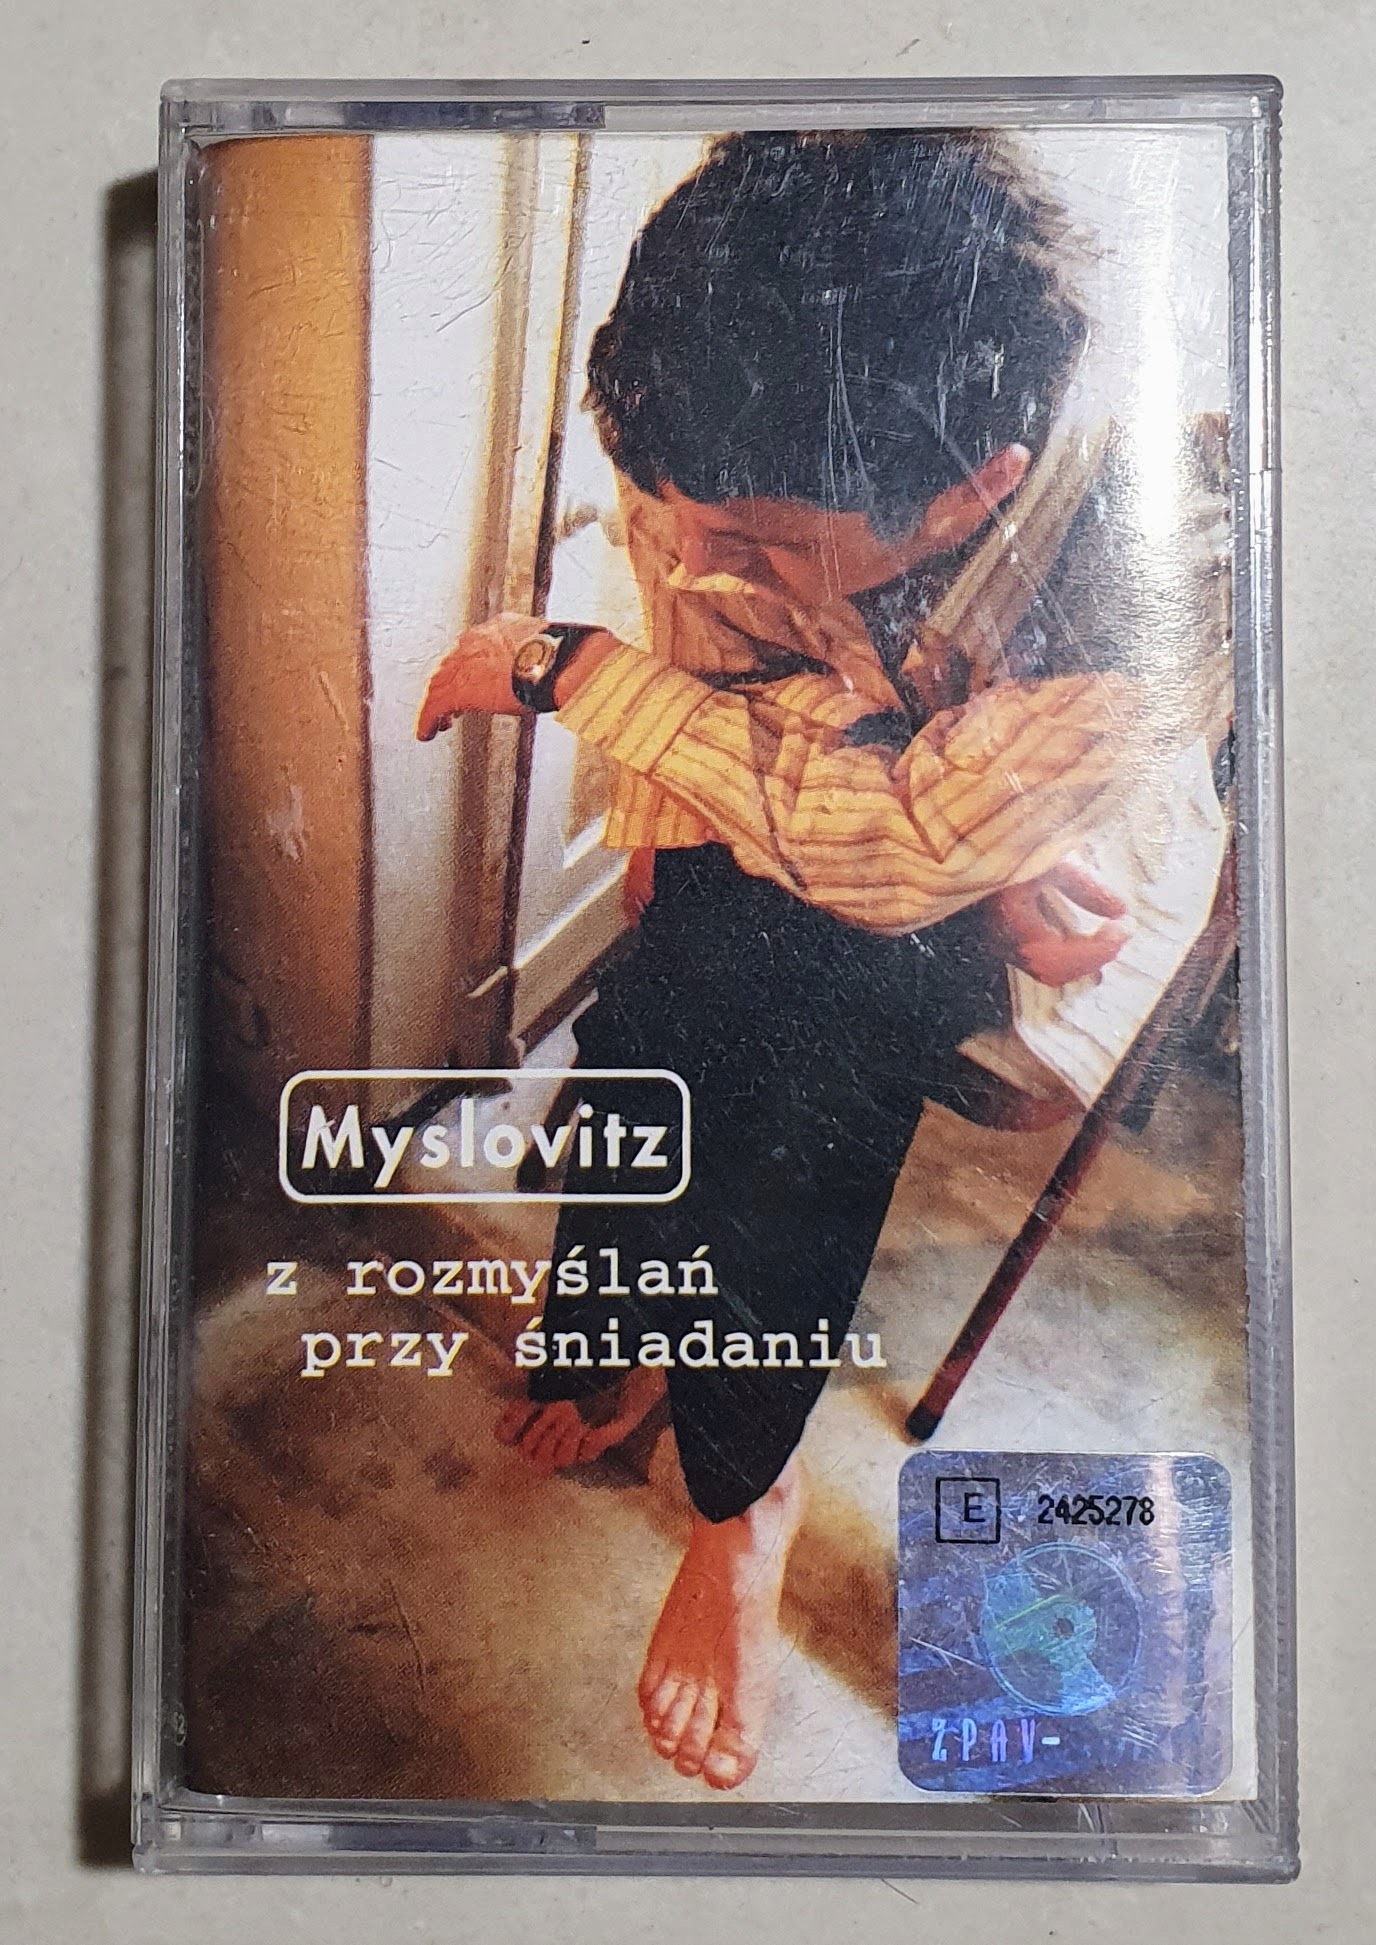 Myslovitz
z rozmyślań
przy śniadaniu
E 2425278
ZPAV